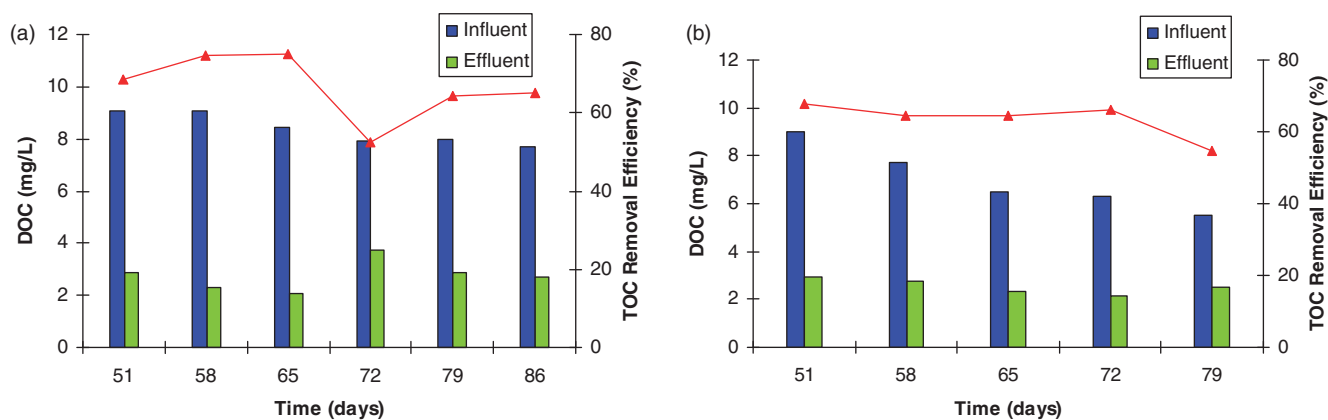 (a)
Influent
Effluent
DOC (mg/L)
12
10
8
6
4
2
0
TOC Removal Efficiency (%)
80
60
40
20
0
51 58 65 72 79 86
Time (days)
(b)
Influent
Effluent
DOC (mg/L)
12
10
8
6
4
2
0
TOC Removal Efficiency (%)
80
60
40
20
0
51 58 65 72 79
Time (days)